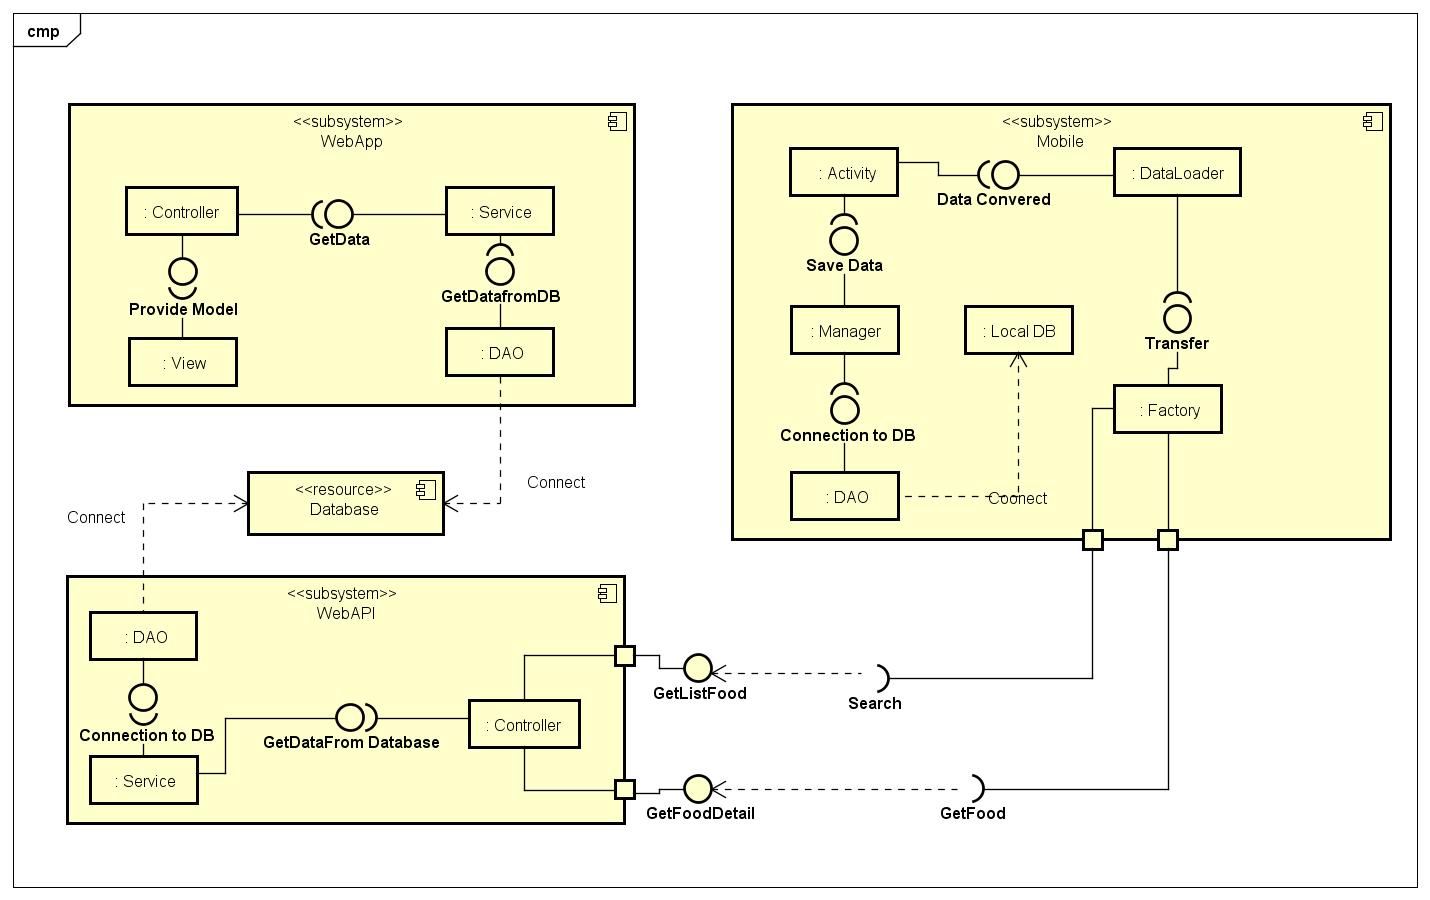 cmp
<<subsystem>>
WebApp
: Controller
GetData
: Service
Provide Model
: View
GetDatafromDB
: DAO
<<subsystem>>
Mobile
: Activity
Data Convered
: DataLoader
Save Data
: Manager
: Local DB
Transfer
Connection to DB
: Factory
: DAO
Coonect
Connect
<<resource>>
Database
Connect
<<subsystem>>
WebAPI
: DAO
Connection to DB
: Service
GetDataFrom Database
: Controller
GetListFood
Search
GetFoodDetail
GetFood